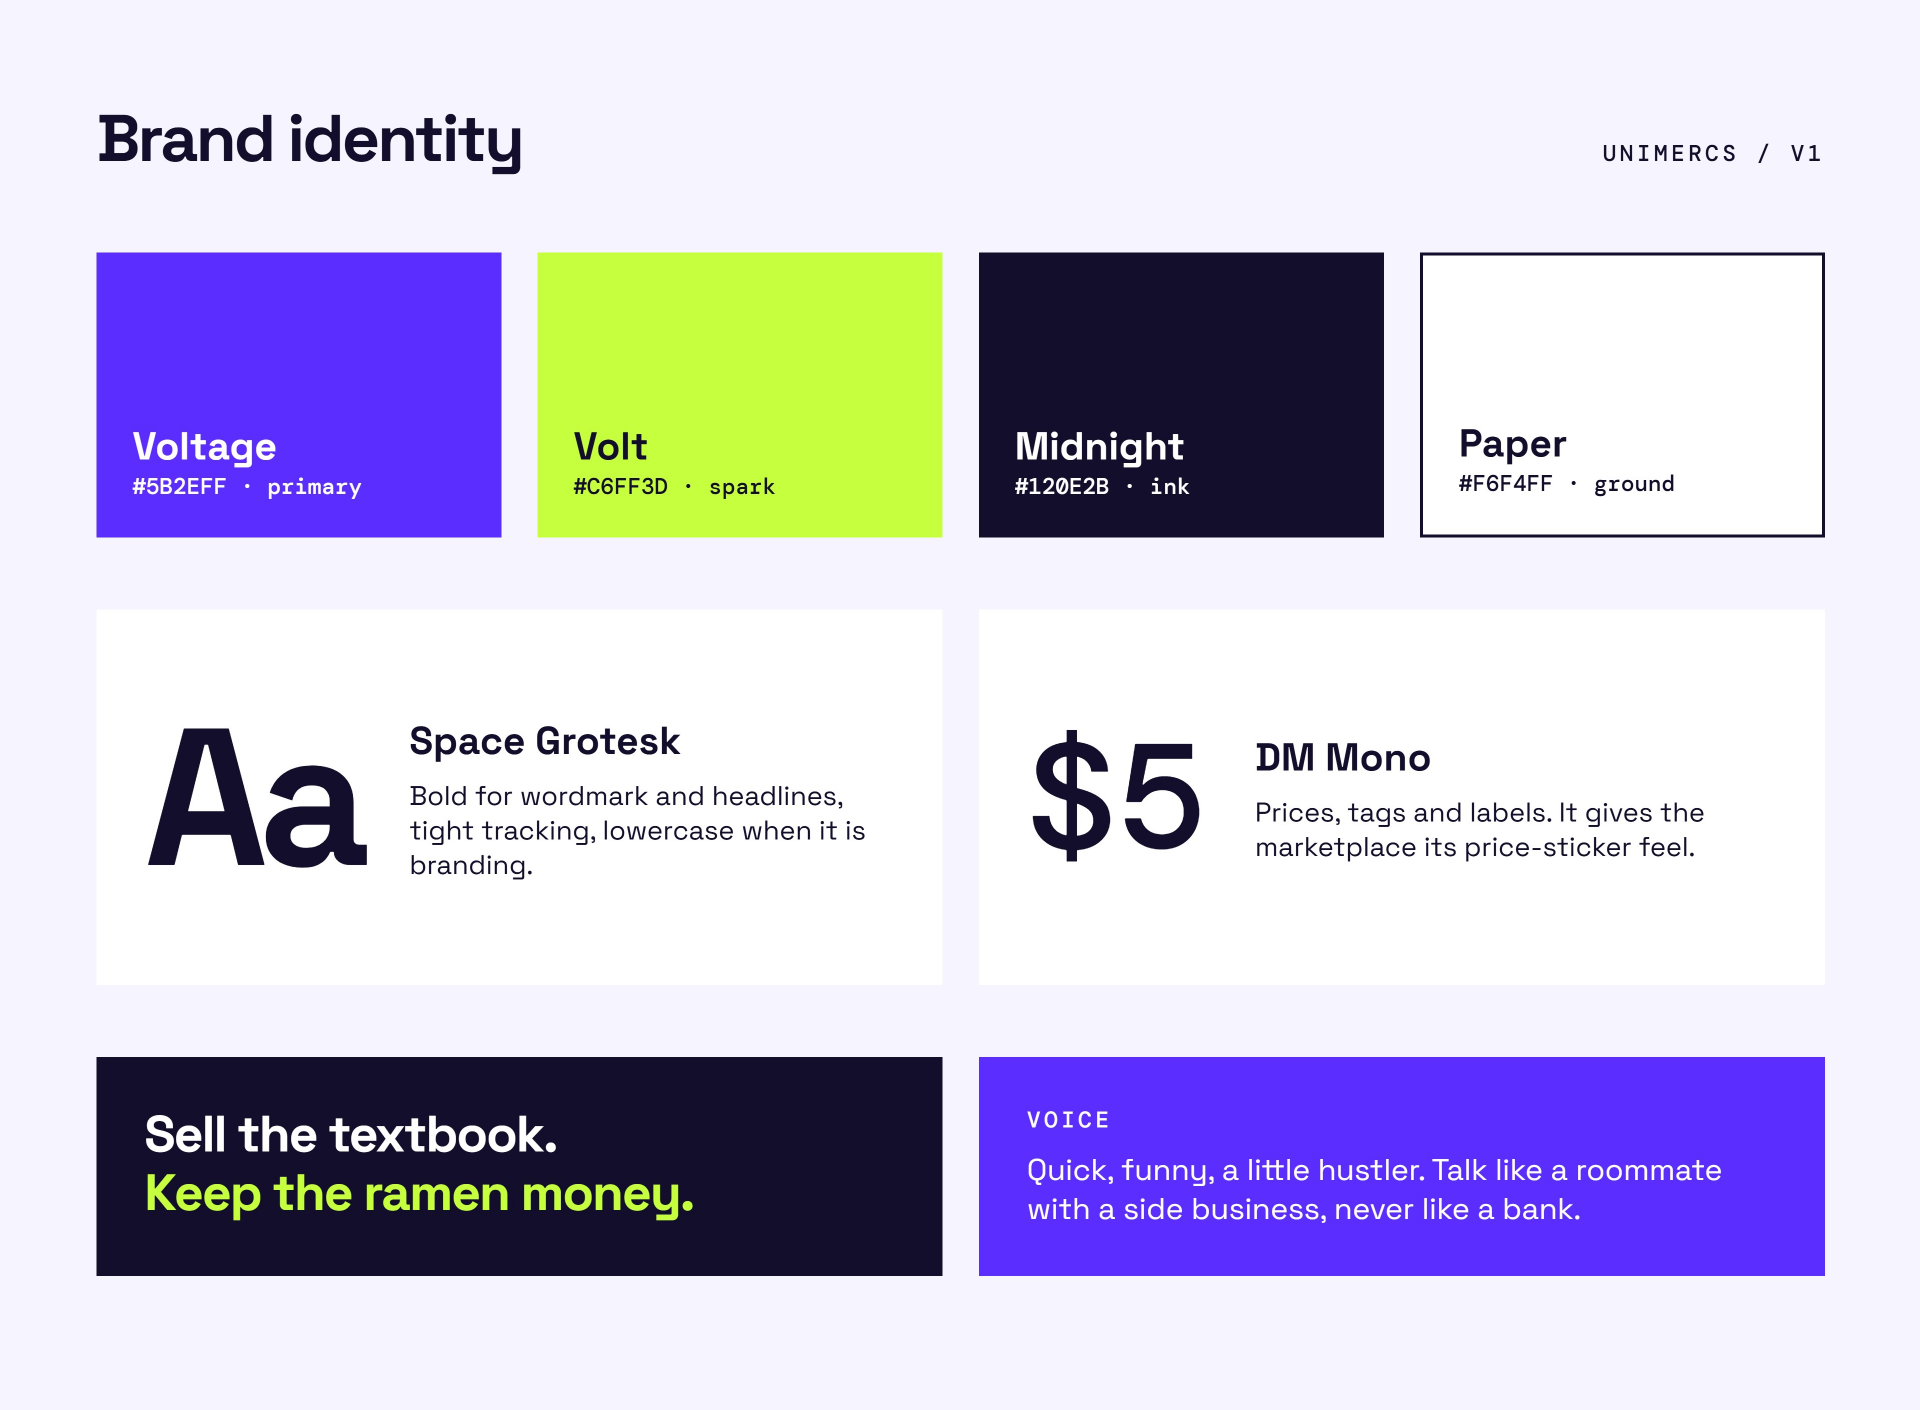 Brand identity
UNIMERCS / V1
Voltage
#5B2EFF · primary
Volt
#C6FF3D · spark
Midnight
#120E2B · ink
Paper
#F6F4FF · ground
Aa
Space Grotesk
Bold for wordmark and headlines,
tight tracking, lowercase when it is
branding.
$5
DM Mono
Prices, tags and labels. It gives the
marketplace its price-sticker feel.
Sell the textbook.
Keep the ramen money.
VOICE
Quick, funny, a little hustler. Talk like a roommate
with a side business, never like a bank.